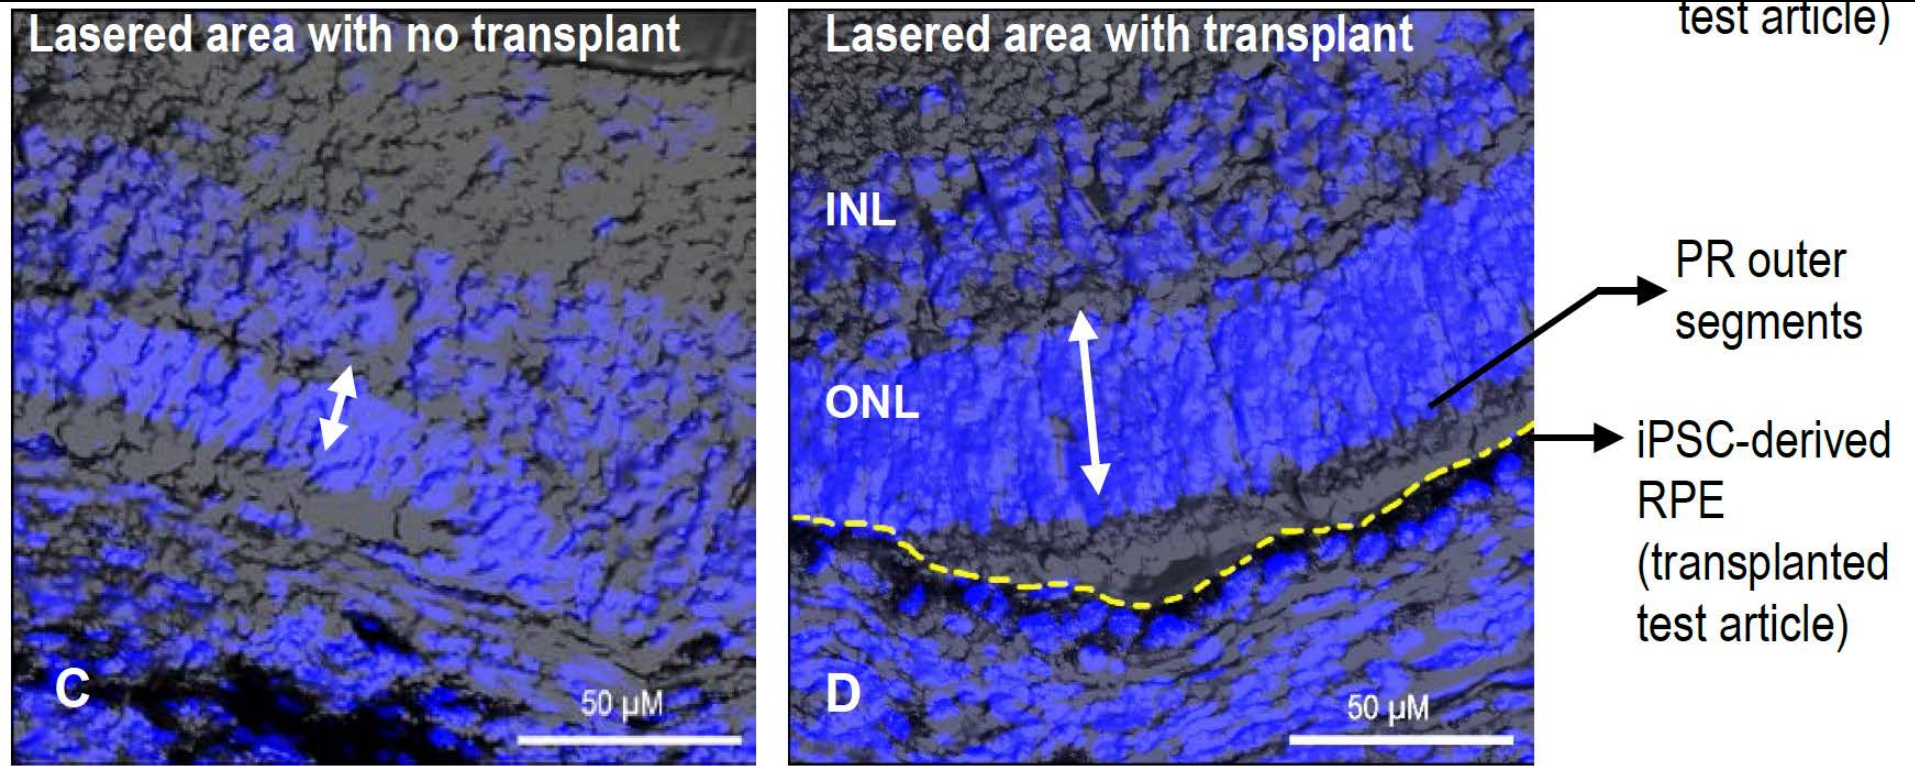 Lasered area with no transplant
Lasered area with transplant
test article)
INL
ONL
PR outer
segments
iPSC-derived
RPE
(transplanted
test article)
C
50 µM
D
50 µM